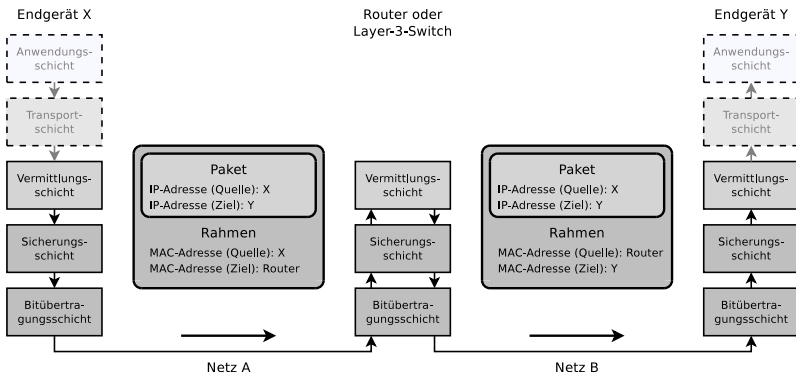 Endgerät X
Router oder
Layer-3-Switch
Endgerät Y
Anwendungs-
schicht
Transport-
schicht
Vermittlungs-
schicht
Sicherungs-
schicht
Bitübertra-
gungsschicht
Paket
IP-Adresse (Quelle): X
IP-Adresse (Ziel): Y
Rahmen
MAC-Adresse (Quelle): X
MAC-Adresse (Ziel): Router
Vermittlungs-
schicht
Sicherungs-
schicht
Bitübertra-
gungsschicht
Paket
IP-Adresse (Quelle): X
IP-Adresse (Ziel): Y
Rahmen
MAC-Adresse (Quelle): Router
MAC-Adresse (Ziel): Y
Anwendungs-
schicht
Transport-
schicht
Vermittlungs-
schicht
Sicherungs-
schicht
Bitübertra-
gungsschicht
Netz A
Netz B